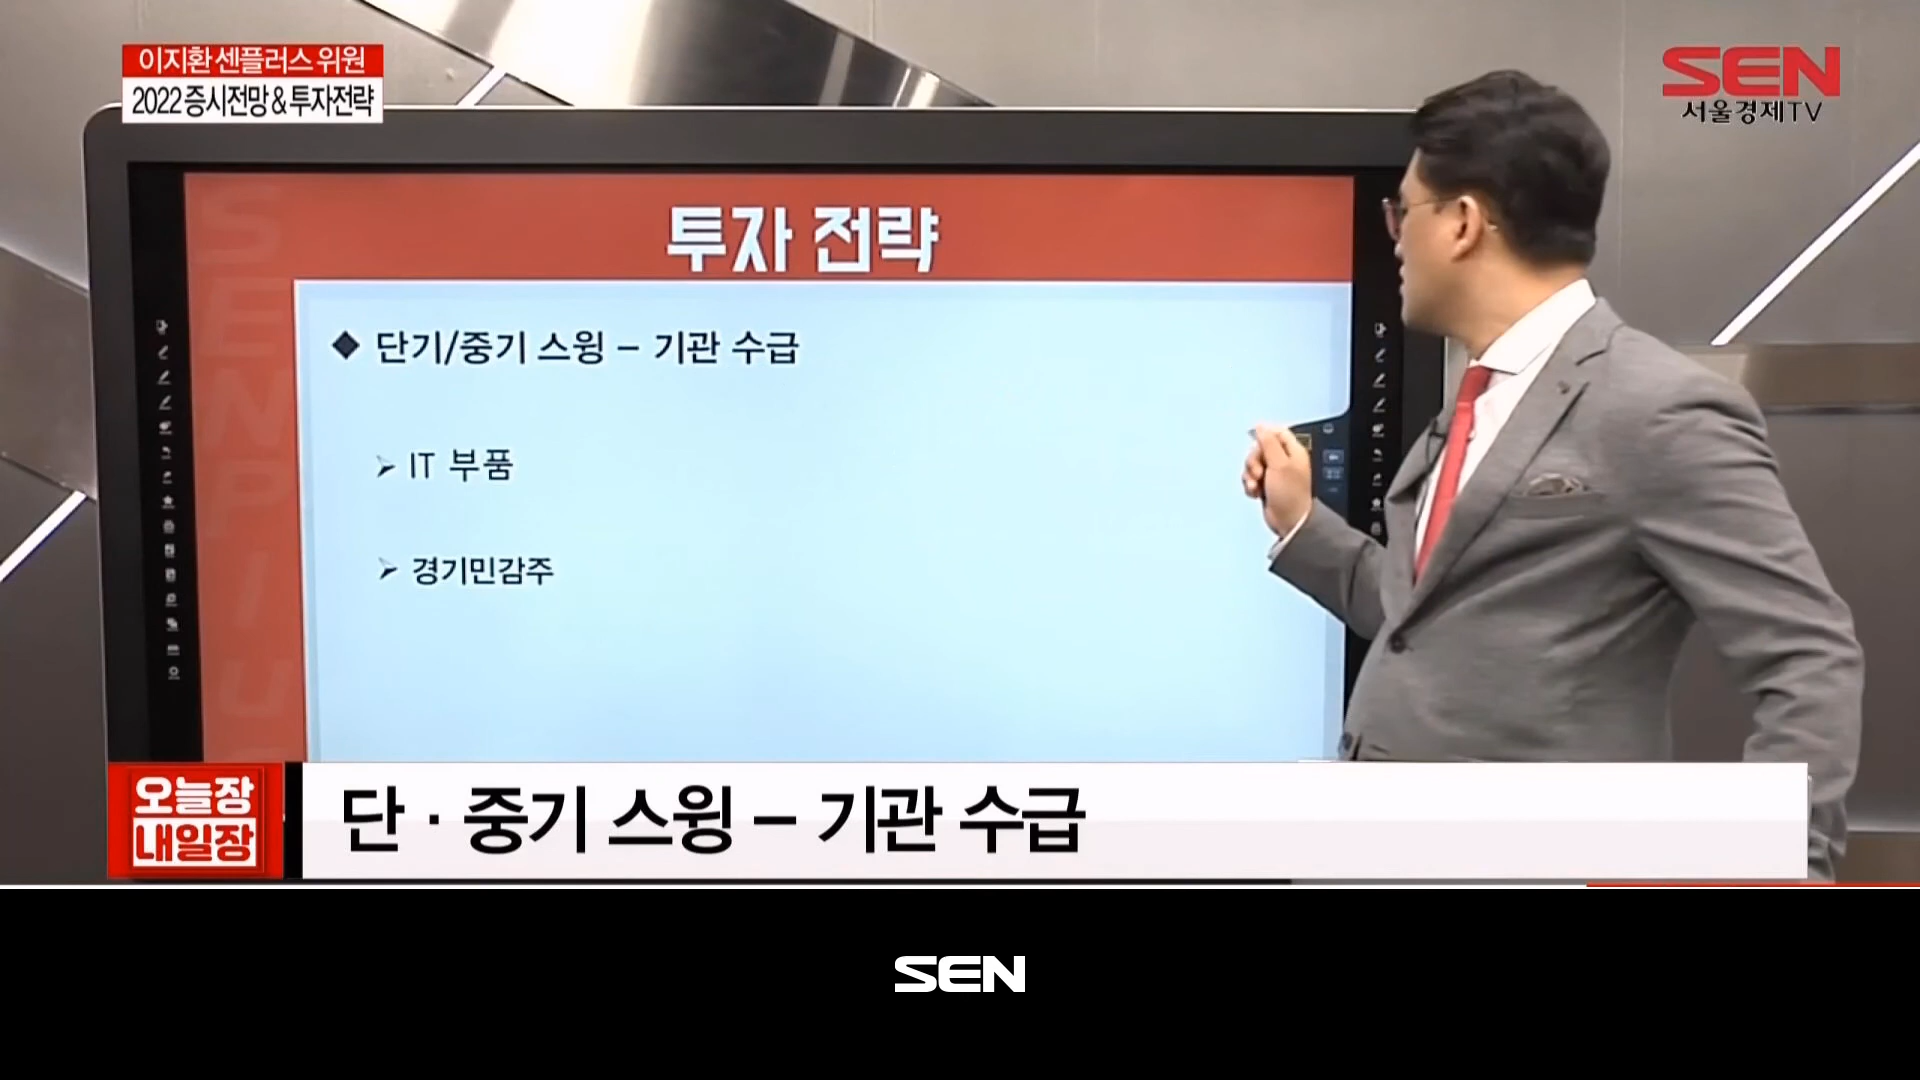 이지환 센플러스 위원
2022 증시전망 & 투자전략
SEN
서울경제TV
투자 전략
SENPLU
◆ 단기/중기 스윙 – 기관 수급
➢ IT 부품
➢ 경기민감주
오늘장
내일장
단 · 중기 스윙 – 기관 수급
SEN